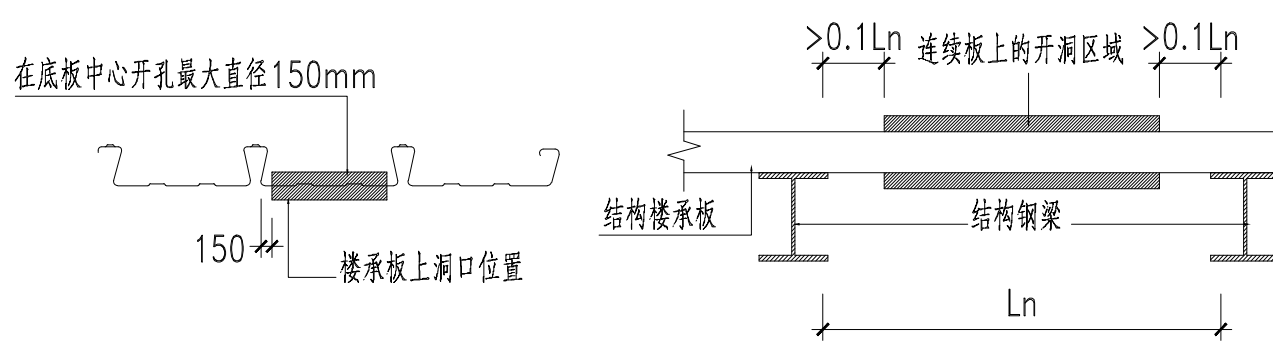 在底板中心开孔最大直径150mm
150
楼承板上洞口位置
>0.1Ln
连续板上的开洞区域
>0.1Ln
结构楼承板
结构钢梁
Ln